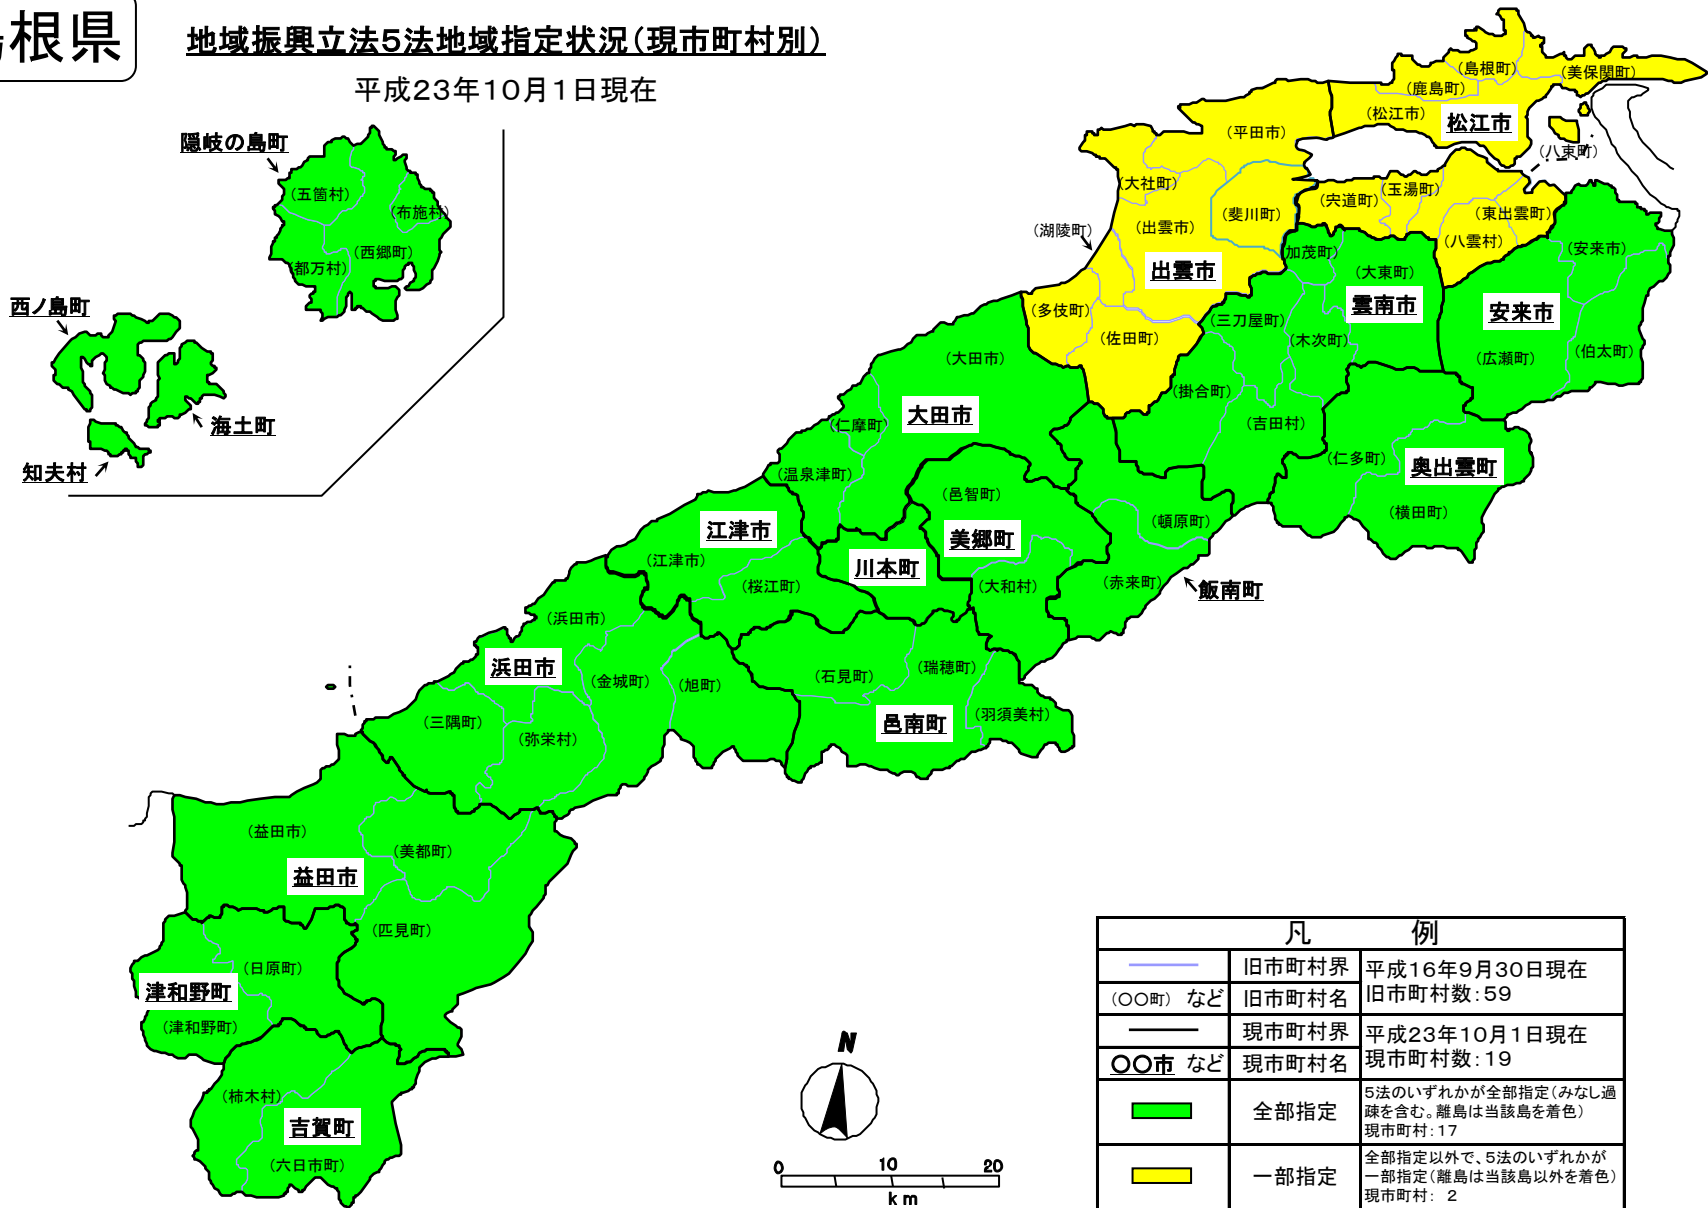 根県
地域振興立法5法地域指定状況(現市町村別)
平成23年10月1日現在
隠岐の島町
(五箇村)
(布施村)
(西郷町)
(都万村)
西ノ島町
海士町
知夫村
(島根町)
(美保関町)
(鹿島町)
(松江市)
松江市
(八束町)
(平田市)
(大社町)
(斐川町)
(宍道町)
(玉湯町)
(東出雲町)
(八雲村)
(湖陵町)
(出雲市)
出雲市
(多伎町)
(佐田町)
加茂町)
(大東町)
雲南市
(三刀屋町)
(木次町)
(掛合町)
(吉田村)
(安来市)
安来市
(広瀬町)
(伯太町)
(仁多町)
奥出雲町
(横田町)
(大田市)
大田市
(仁摩町)
(温泉津町)
(邑智町)
美郷町
(大和村)
(頓原町)
(赤来町)
飯南町
江津市
(江津市)
(桜江町)
川本町
(浜田市)
浜田市
(金城町)
(旭町)
(三隅町)
(弥栄村)
(石見町)
(瑞穂町)
邑南町
(羽須美村)
(益田市)
(美都町)
益田市
(匹見町)
(日原町)
津和野町
(津和野町)
(柿木村)
吉賀町
(六日市町)
N
0 10 20
km
凡 例
旧市町村界 平成16年9月30日現在
(○○町) など 旧市町村名 旧市町村数:59
現市町村界 平成23年10月1日現在
○○市 など 現市町村名 現市町村数:19
全部指定
5法のいずれかが全部指定(みなし過
疎を含む。離島は当該島を着色)
現市町村:17
一部指定
全部指定以外で、5法のいずれかが
一部指定(離島は当該島以外を着色)
現市町村: 2